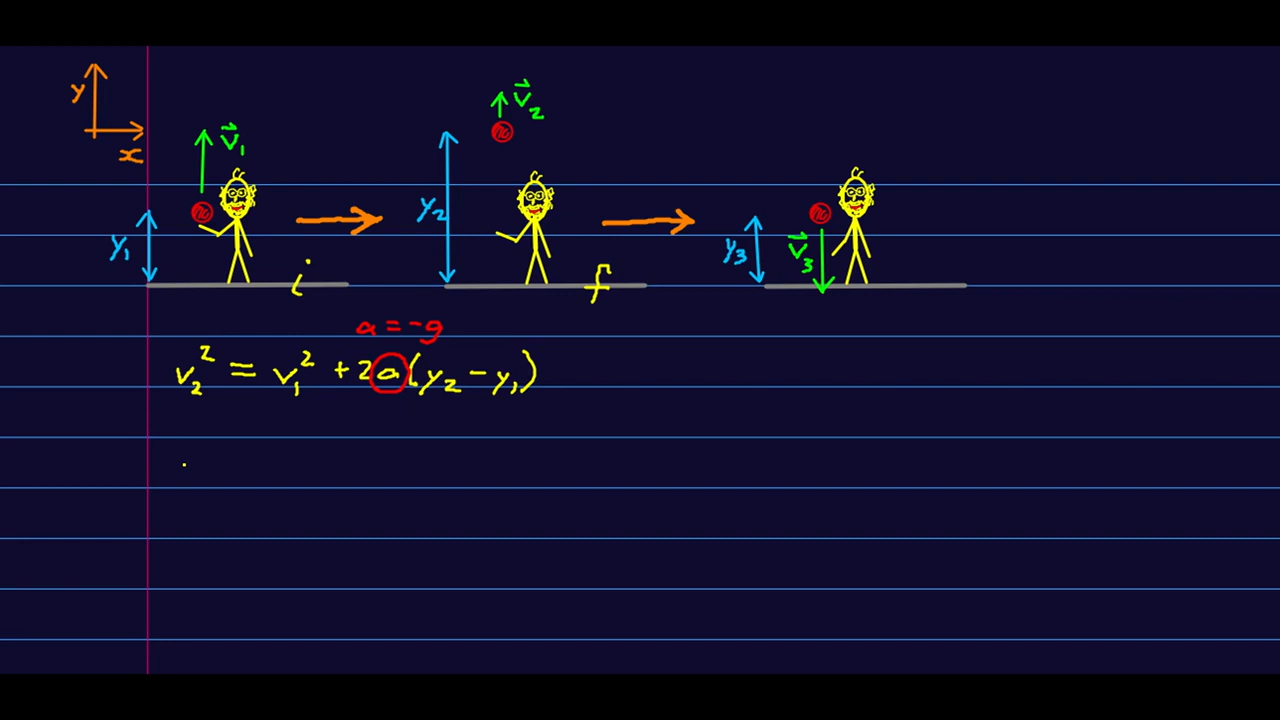 y
x
v⃗₁
v⃗₂
m
m
m
y₁
y₂
y₃
v⃗₃
i
f
a = -g
v₂² = v₁² + 2a(y₂ - y₁)